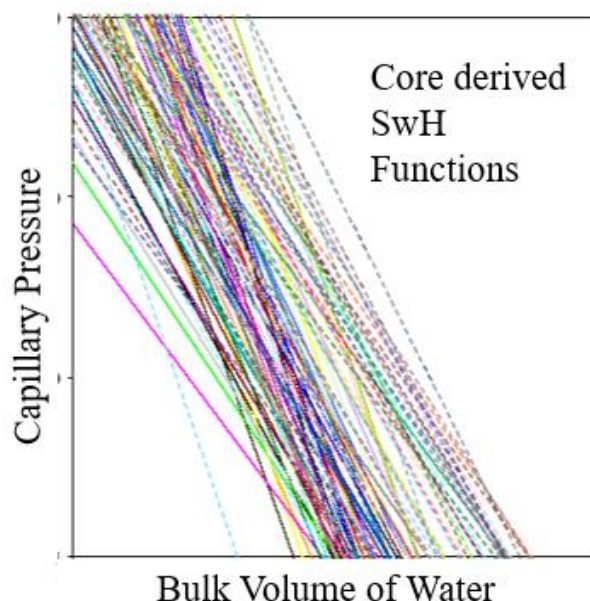 Core derived
SwH
Functions
Capillary Pressure
Bulk Volume of Water